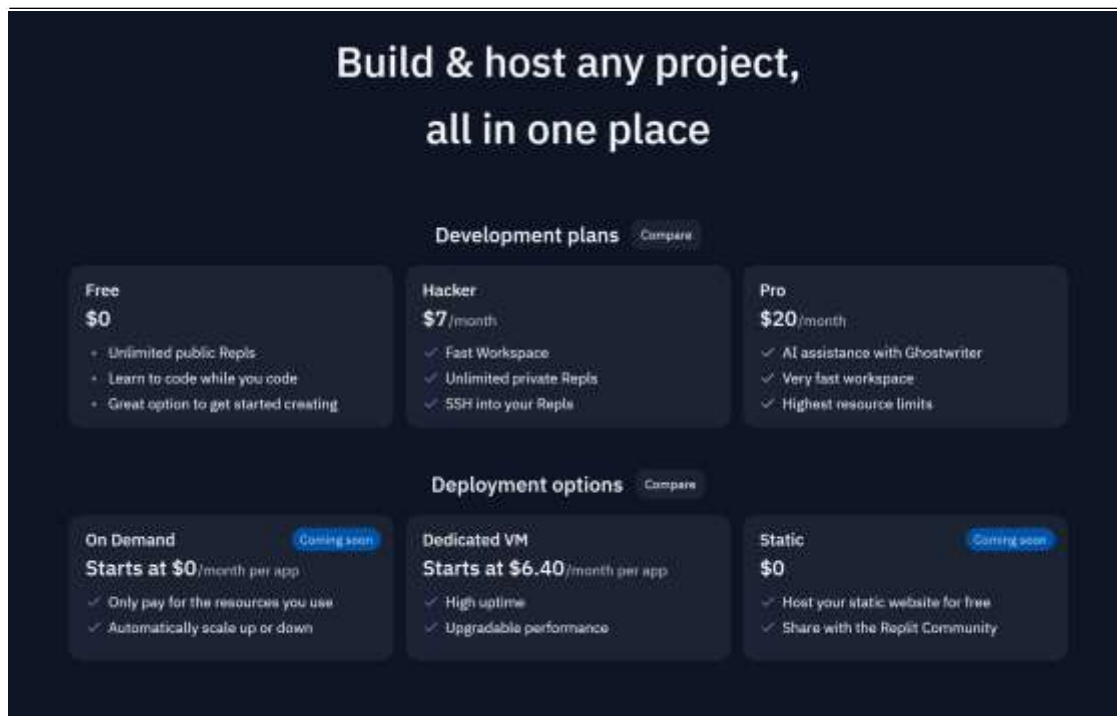 Build & host any project,
all in one place
Development plans Compare
Free
$0
Unlimited public Repls
Learn to code while you code
Great option to get started creating
Hacker
$7/month
Fast Workspace
Unlimited private Repls
SSH into your Repls
Pro
$20/month
AI assistance with Ghostwriter
Very fast workspace
Highest resource limits
Deployment options Compare
On Demand Coming soon
Starts at $0/month per app
Only pay for the resources you use
Automatically scale up or down
Dedicated VM
Starts at $6.40/month per app
High uptime
Upgradable performance
Static Coming soon
$0
Host your static website for free
Share with the Replit Community